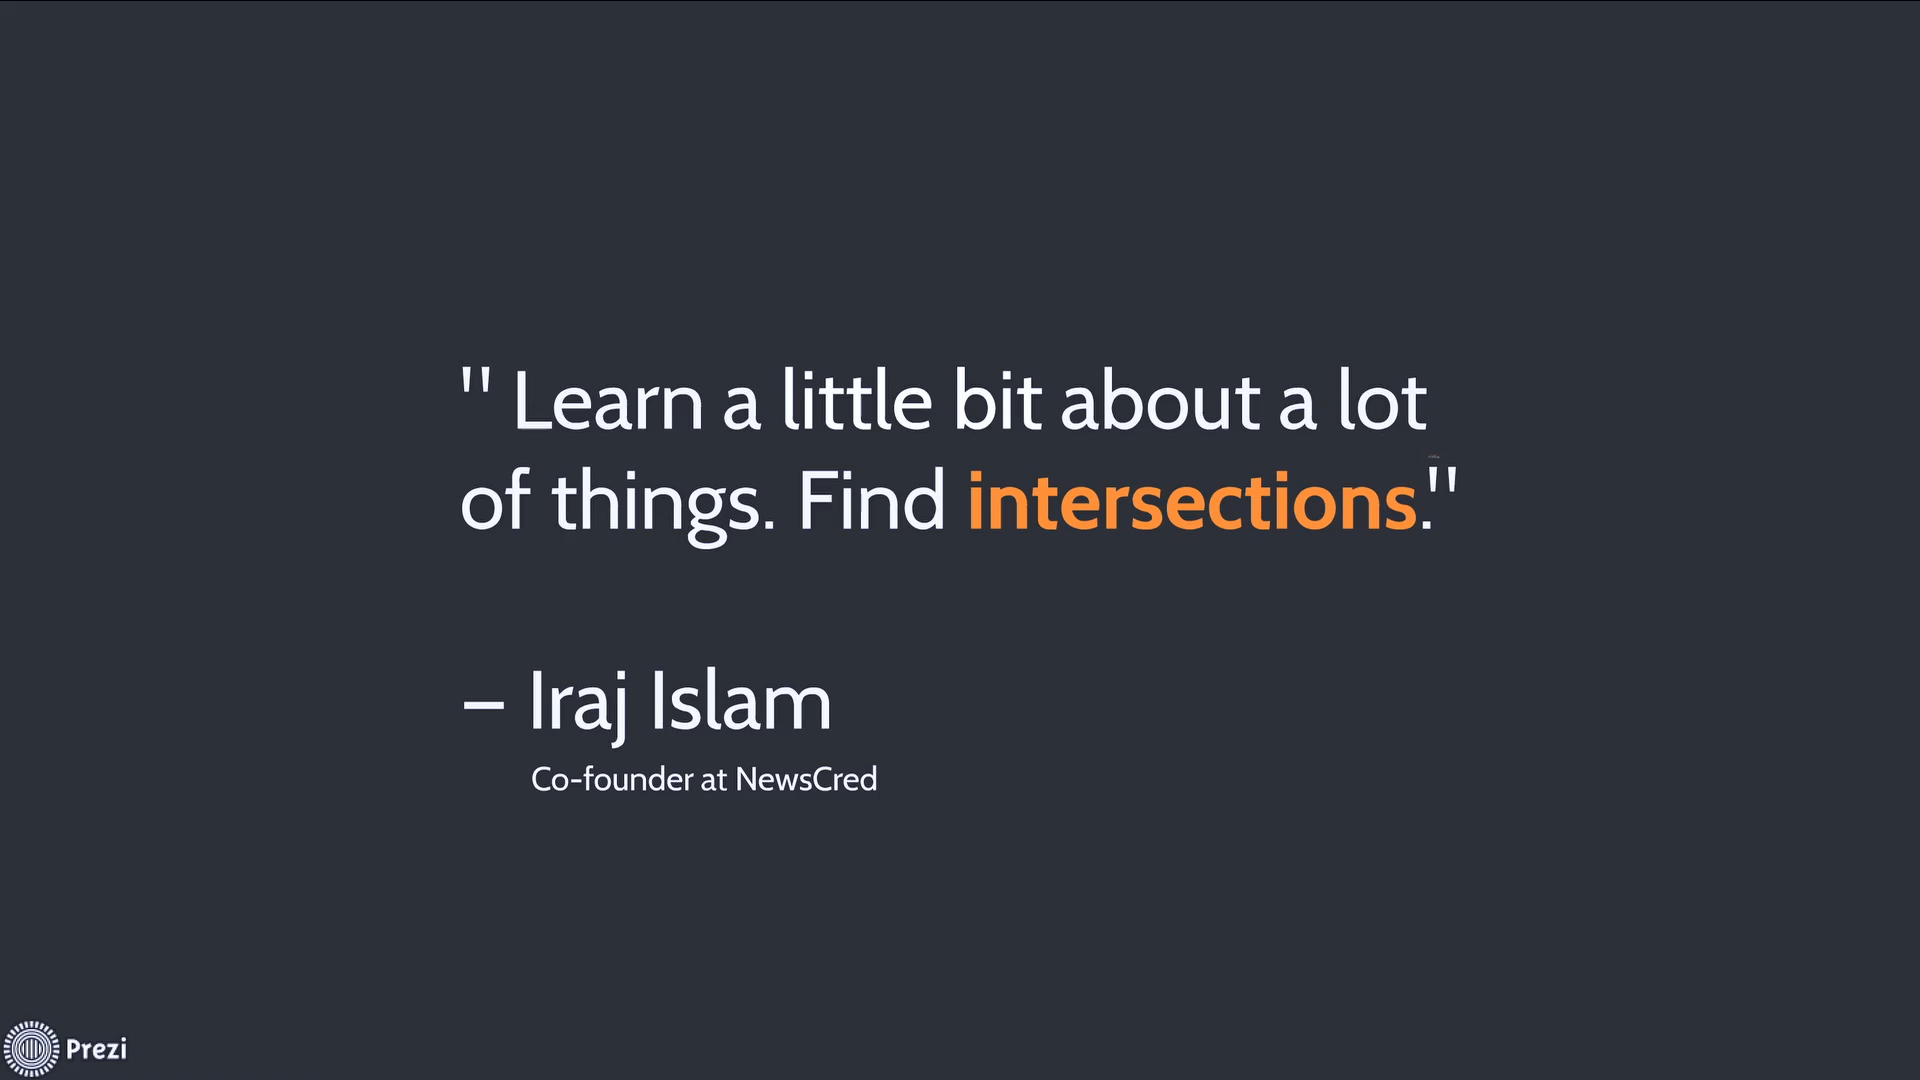 " Learn a little bit about a lot
of things. Find intersections."
– Iraj Islam
Co-founder at NewsCred
Prezi